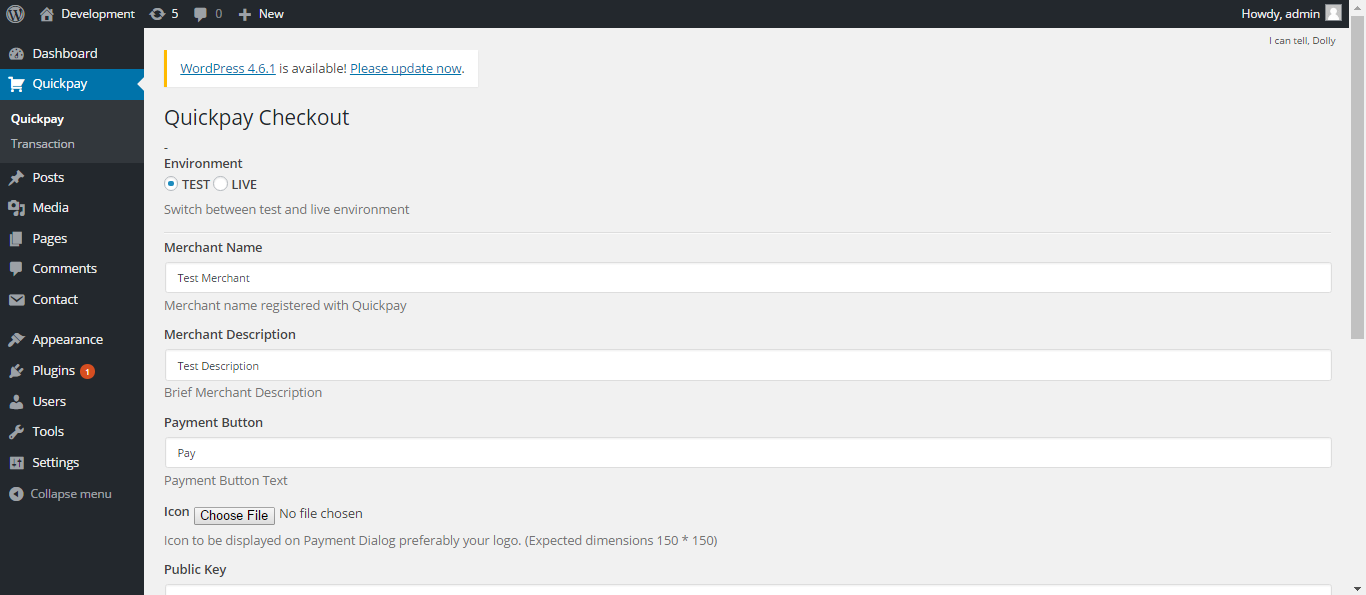 Development 5 0 New Howdy, admin
I can tell, Dolly
Dashboard
Quickpay
Quickpay
Transaction
Posts
Media
Pages
Comments
Contact
Appearance
Plugins 1
Users
Tools
Settings
Collapse menu
WordPress 4.6.1 is available! Please update now.
Quickpay Checkout
-
Environment
TEST LIVE
Switch between test and live environment
Merchant Name
Test Merchant
Merchant name registered with Quickpay
Merchant Description
Test Description
Brief Merchant Description
Payment Button
Pay
Payment Button Text
Icon Choose File No file chosen
Icon to be displayed on Payment Dialog preferably your logo. (Expected dimensions 150 * 150)
Public Key